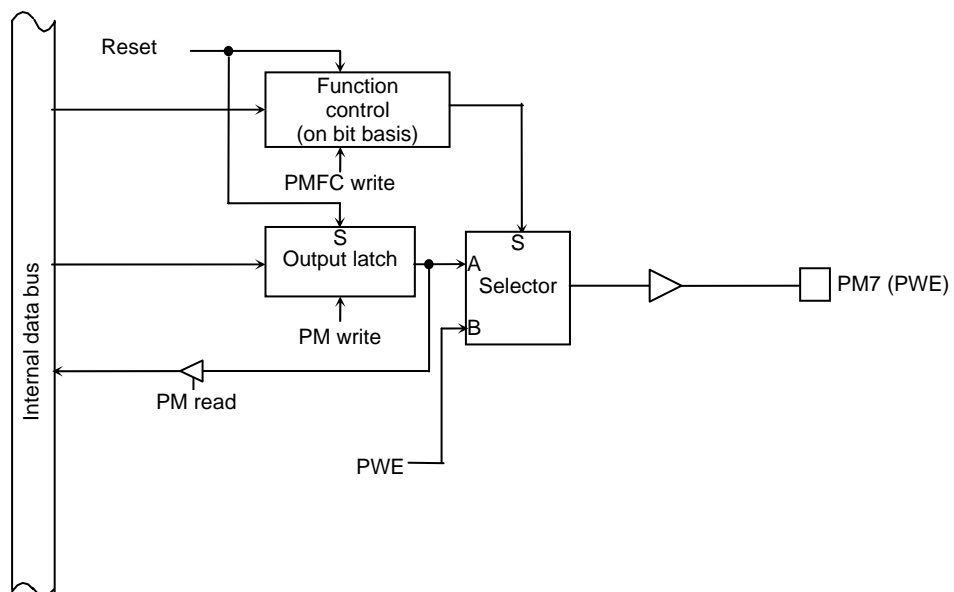 Reset
Function
control
(on bit basis)
PMFC write
S
Output latch
S
A
Selector
B
PM7 (PWE)
PM write
Internal data bus
PM read
PWE